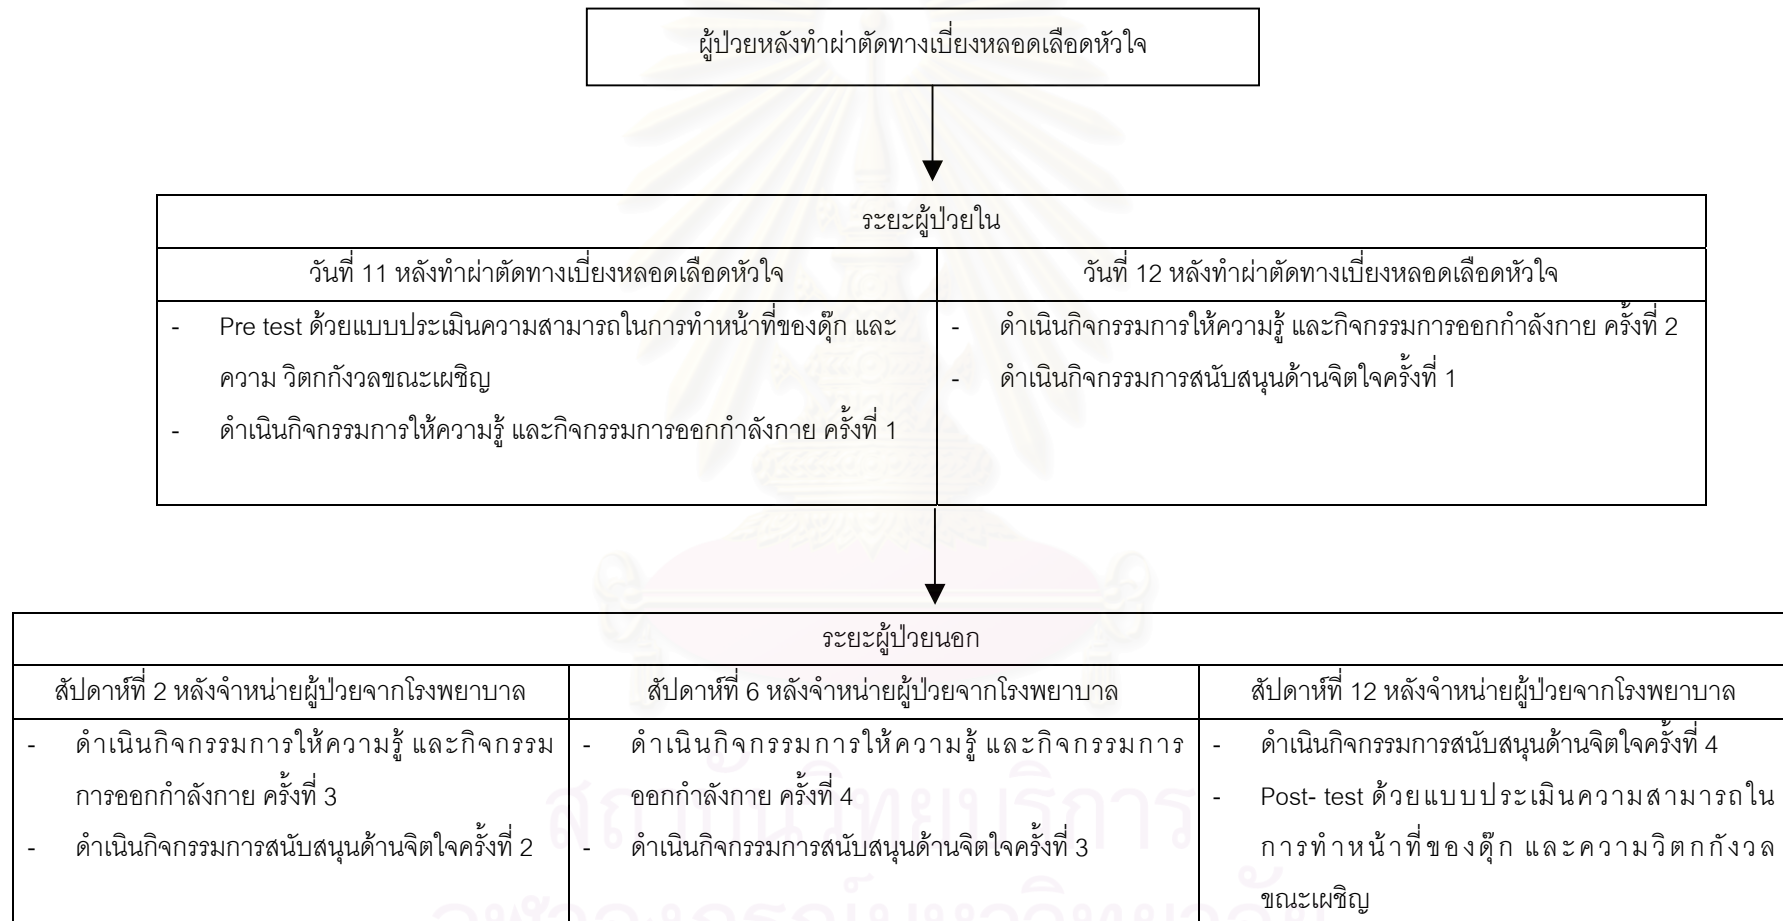 ผู้ป่วยหลังทำผ่าตัดทางเบี่ยงหลอดเลือดหัวใจ
ระยะผู้ป่วยใน
วันที่ 11 หลังทำผ่าตัดทางเบี่ยงหลอดเลือดหัวใจ
- Pre test ด้วยแบบประเมินความสามารถในการทำหน้าที่ของดุ๊ก และ
ความ วิตกกังวลขณะเผชิญ
- ดำเนินกิจกรรมการให้ความรู้ และกิจกรรมการออกกำลังกาย ครั้งที่ 1
วันที่ 12 หลังทำผ่าตัดทางเบี่ยงหลอดเลือดหัวใจ
- ดำเนินกิจกรรมการให้ความรู้ และกิจกรรมการออกกำลังกาย ครั้งที่ 2
- ดำเนินกิจกรรมการสนับสนุนด้านจิตใจครั้งที่ 1
ระยะผู้ป่วยนอก
สัปดาห์ที่ 2 หลังจำหน่ายผู้ป่วยจากโรงพยาบาล
- ดำเนินกิจกรรมการให้ความรู้ และกิจกรรม
การออกกำลังกาย ครั้งที่ 3
- ดำเนินกิจกรรมการสนับสนุนด้านจิตใจครั้งที่ 2
สัปดาห์ที่ 6 หลังจำหน่ายผู้ป่วยจากโรงพยาบาล
- ดำเนินกิจกรรมการให้ความรู้ และกิจกรรมการ
ออกกำลังกาย ครั้งที่ 4
- ดำเนินกิจกรรมการสนับสนุนด้านจิตใจครั้งที่ 3
สัปดาห์ที่ 12 หลังจำหน่ายผู้ป่วยจากโรงพยาบาล
- ดำเนินกิจกรรมการสนับสนุนด้านจิตใจครั้งที่ 4
- Post- test ด้วยแบบประเมินความสามารถใน
การทำหน้าที่ของดุ๊ก และความวิตกกังวล
ขณะเผชิญ
สถาบันวิทยบริการ
จุฬาลงกรณ์มหาวิทยาลัย